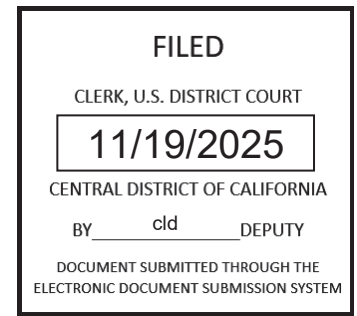 FILED
CLERK, U.S. DISTRICT COURT
11/19/2025
CENTRAL DISTRICT OF CALIFORNIA
BY cld DEPUTY
DOCUMENT SUBMITTED THROUGH THE
ELECTRONIC DOCUMENT SUBMISSION SYSTEM